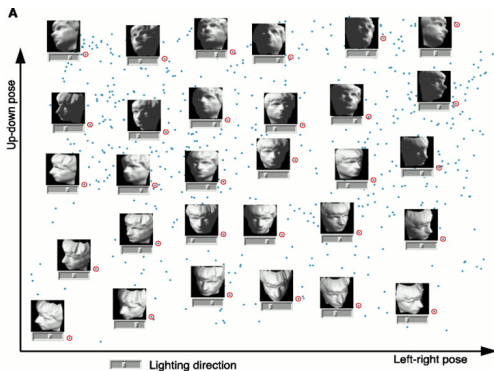 A
Up-down pose
Left-right pose
Lighting direction